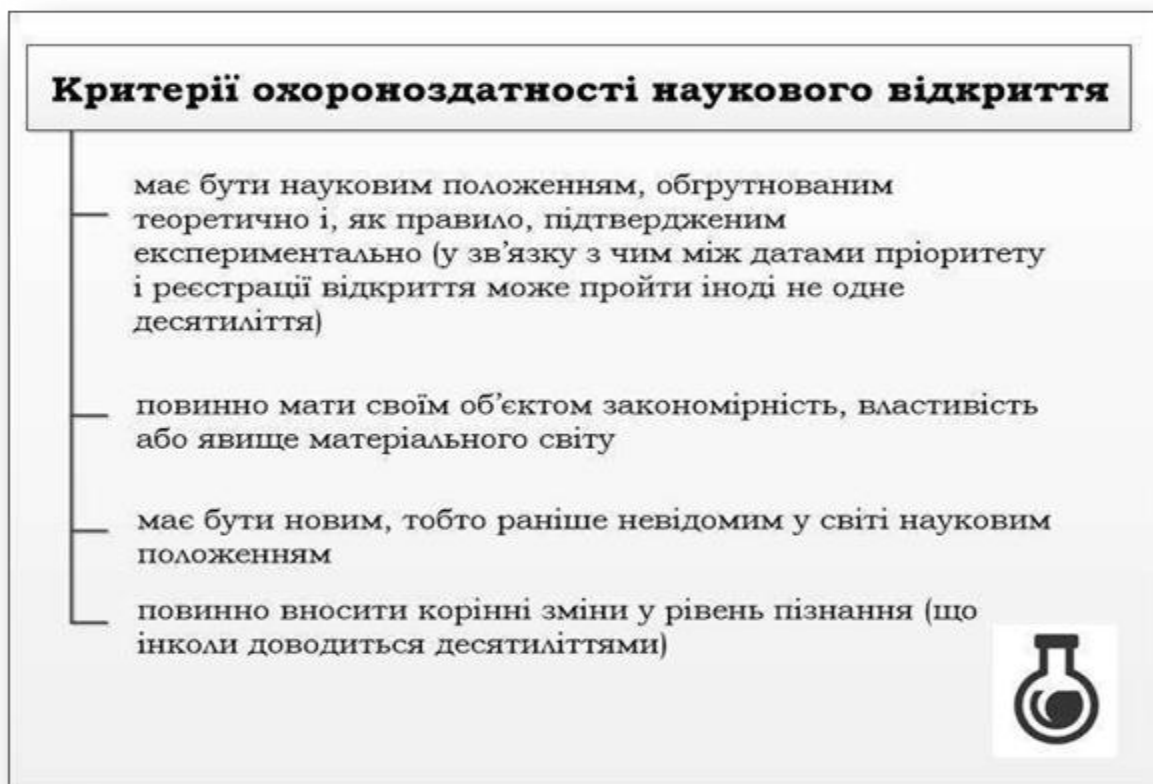 Критерії охороноздатності наукового відкриття
має бути науковим положенням, обгрутнованим
теоретично і, як правило, підтвердженим
експериментально (у зв’язку з чим між датами пріоритету
і реєстрації відкриття може пройти іноді не одне
десятиліття)
повинно мати своїм об’єктом закономірність, властивість
або явище матеріального світу
має бути новим, тобто раніше невідомим у світі науковим
положенням
повинно вносити корінні зміни у рівень пізнання (що
інколи доводиться десятиліттями)